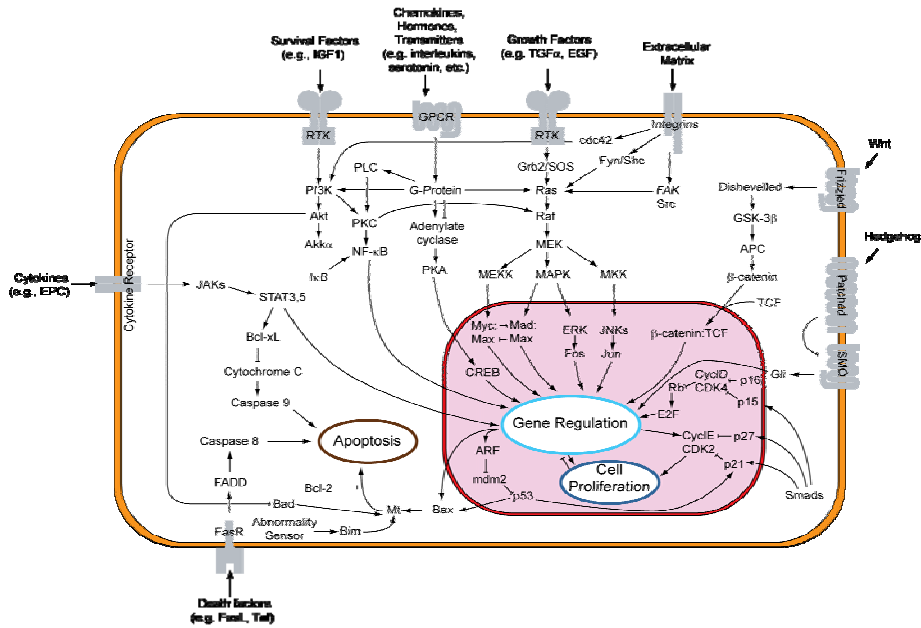 Chemokines,
Hormones,
Transmitters
(e.g. interleukins,
serotonin, etc.)
Survival Factors
(e.g., IGF1)
Growth Factors
(e.g. TGFα, EGF)
Extracellular
Matrix
RTK
GPCR
RTK
Integrins
cdc42
Wnt
Frizzled
PLC
Grb2/SOS
Fyn/Shc
PI3K
G-Protein
Ras
FAK
Src
Dishevelled
Akt
PKC
Raf
GSK-3β
Adenylate
cyclase
Akkα
NF-κB
MEK
APC
Hedgehog
IκB
PKA
MEKK
MAPK
MKK
β-catenin
Patched
Cytokines
(e.g., EPC)
Cytokine Receptor
JAKs
STAT3,5
TCF
Myc:
Mad:
Max
Max
ERK
JNKs
β-catenin:TCF
Bcl-xL
Fos
Jun
SMO
Cytochrome C
CREB
CyclD
CDK4
Rb
p16
Gli
p15
Caspase 9
E2F
Gene Regulation
Caspase 8
Apoptosis
ARF
CyclE
CDK2
p27
p21
mdm2
Cell
Proliferation
FADD
Bcl-2
Bad
Mt
Bax
p53
Smads
FasR
Abnormality
Sensor
Bim
Death factors
(e.g. FasL, Tnf)